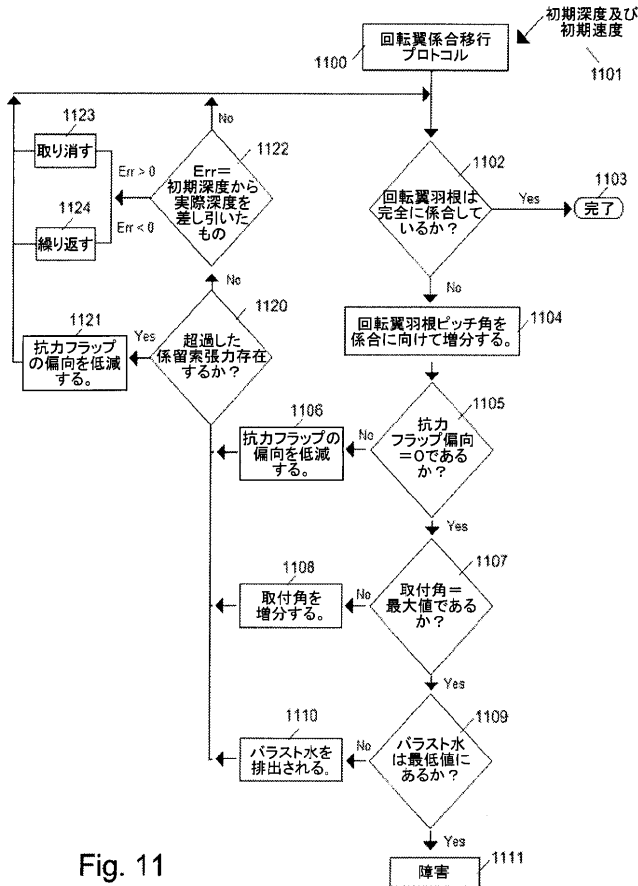 初期深度及び
初期速度
1101
回転翼係合移行
プロトコル
1100
No
1123
取り消す
Err > 0
1124
繰り返す
Err < 0
1122
Err=
初期深度から
実際深度を
差し引いた
もの
No
1102
回転翼羽根は
完全に係合して
いるか?
Yes
1103
完了
No
1104
回転翼羽根ピッチ角を
係合に向けて増分する。
1120
超過した
係留索張力存在
するか?
Yes
1121
抗力フラップ
の偏向を低減
する。
1105
抗力
フラップ偏向
=0である
か?
No
1106
抗力フラップの
偏向を低減
する。
Yes
1107
取付角=
最大値である
か?
No
1108
取付角を
増分する。
Yes
1109
バラスト水
は最低値に
あるか?
No
1110
バラスト水を
排出される。
Yes
障害
1111
Fig. 11